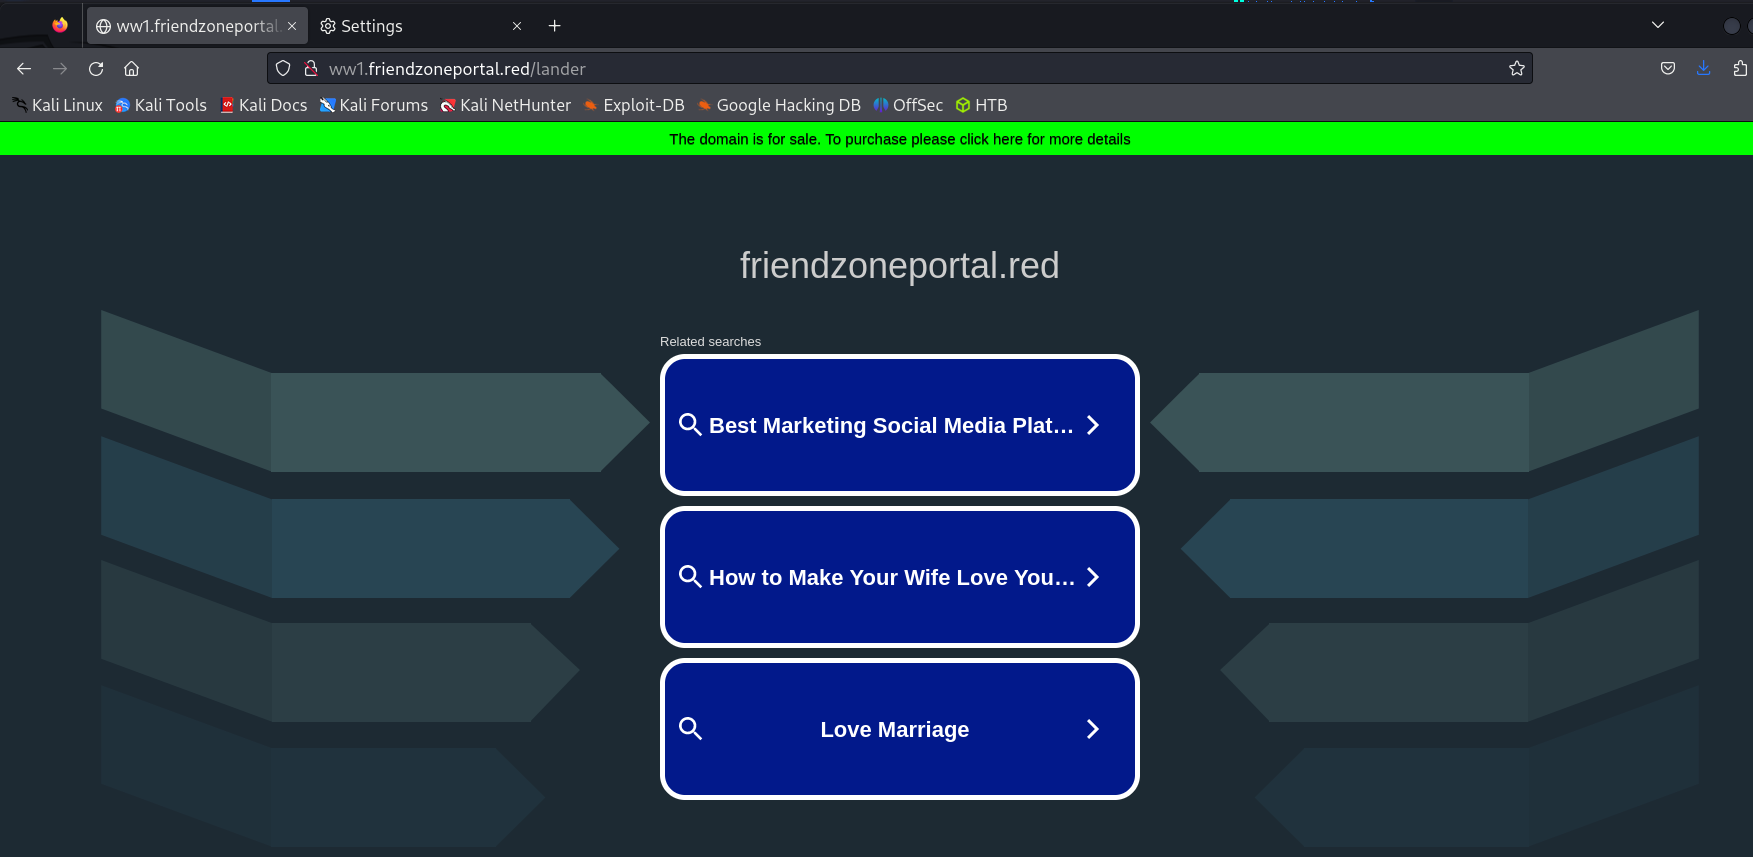 ww1.friendzoneportal.
Settings
ww1.friendzoneportal.red/lander
Kali Linux Kali Tools Kali Docs Kali Forums Kali NetHunter Exploit-DB Google Hacking DB OffSec HTB
The domain is for sale. To purchase please click here for more details
friendzoneportal.red
Related searches
Best Marketing Social Media Plat...
How to Make Your Wife Love You...
Love Marriage